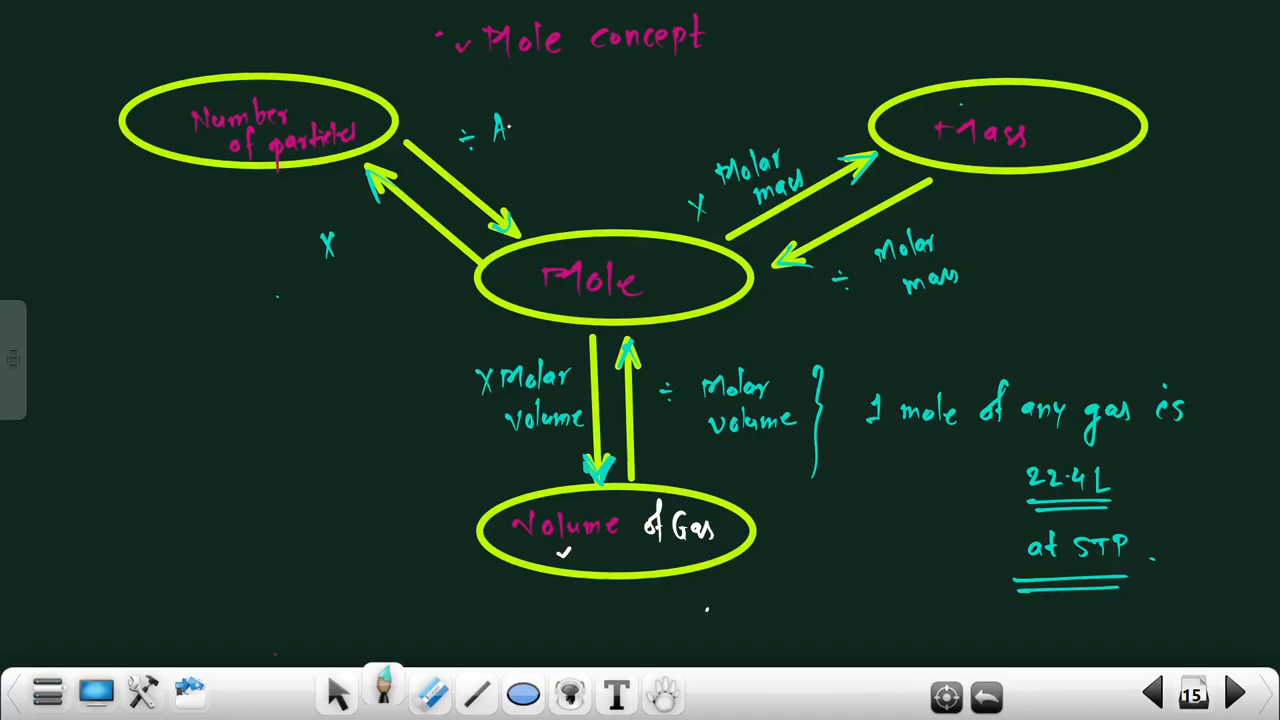 Mole concept
Number
of particles
÷ A
Mass
X Molar
mass
X
÷ Molar
mass
Mole
X Molar
volume
÷ Molar
volume
1 mole of any gas is
22.4 L
at STP.
Volume of Gas
15